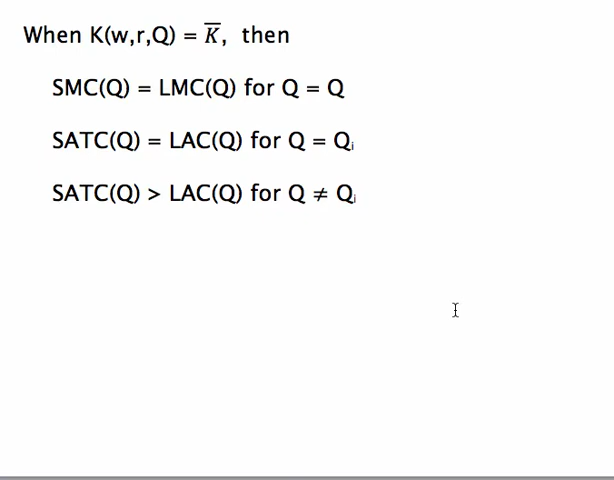 When K(w,r,Q) = K̅, then
SMC(Q) = LMC(Q) for Q = Q
SATC(Q) = LAC(Q) for Q = Qᵢ
SATC(Q) > LAC(Q) for Q ≠ Qᵢ